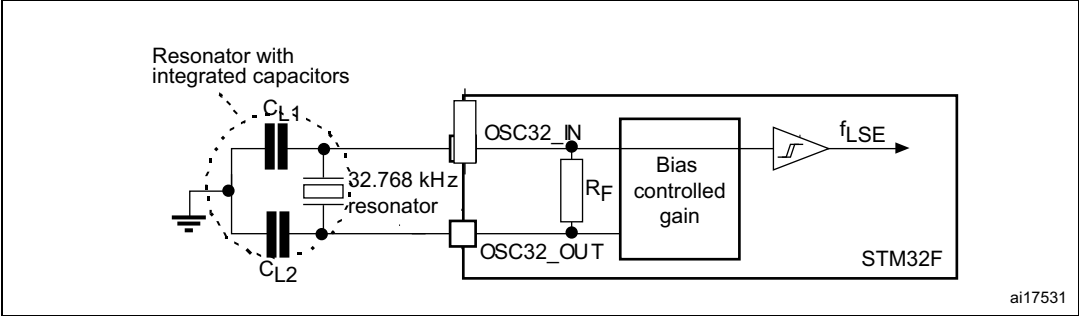 Resonator with
integrated capacitors
CL1
OSC32_IN
fLSE
32.768 kHz
resonator
RF
Bias
controlled
gain
OSC32_OUT
STM32F
CL2
ai17531